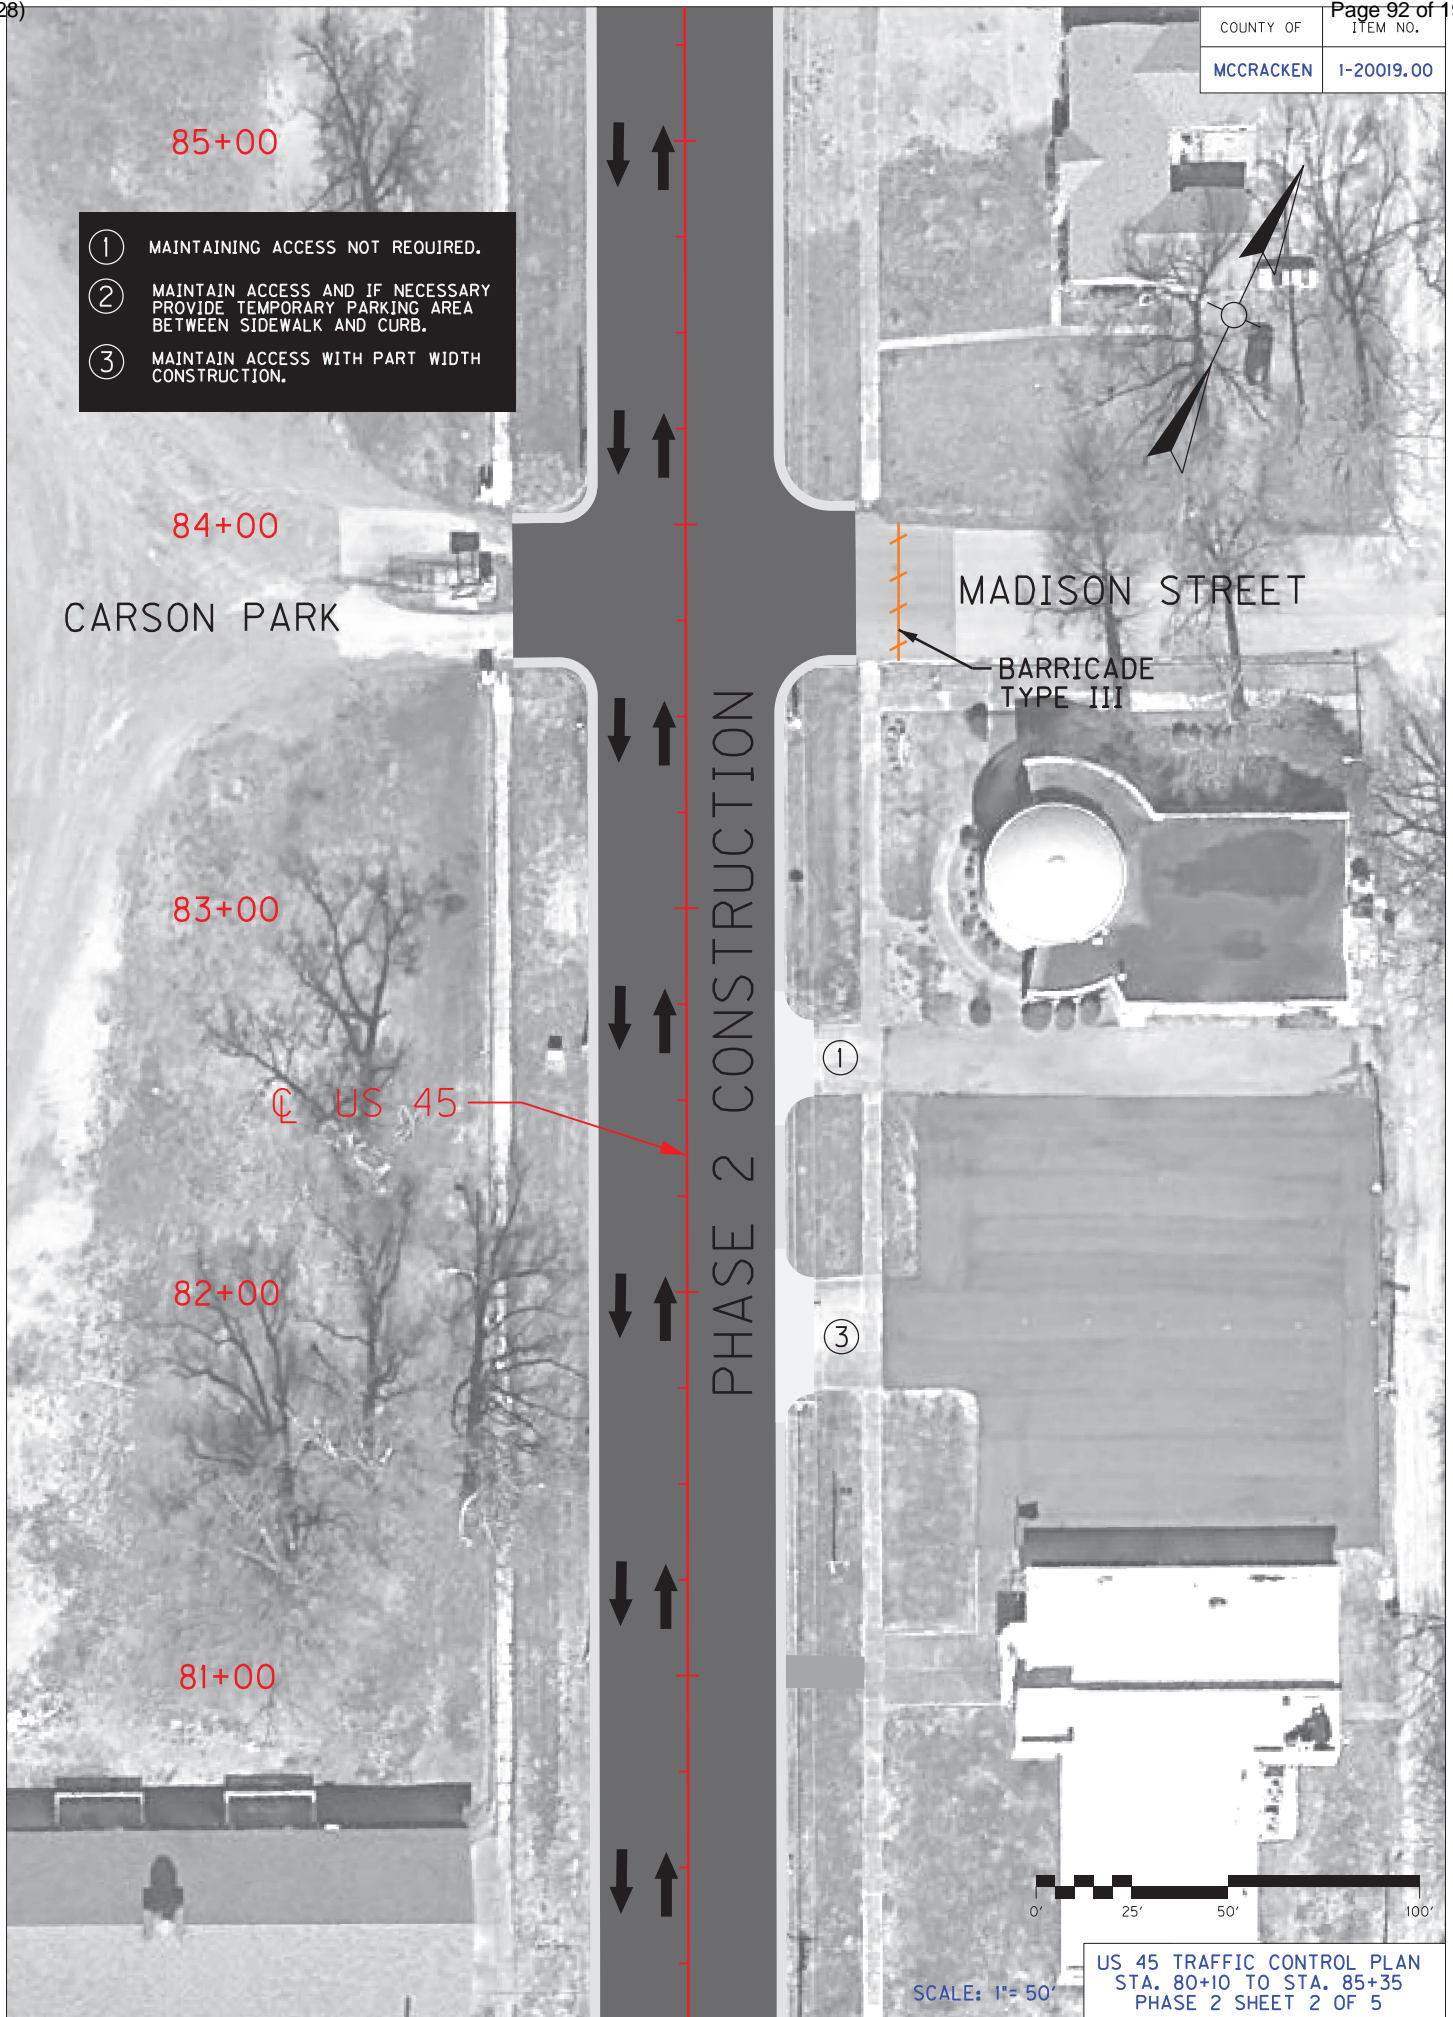 28)
Page 92 of 1
COUNTY OF
ITEM NO.
MCCRACKEN
1-20019.00
85+00
1 MAINTAINING ACCESS NOT REQUIRED.
2 MAINTAIN ACCESS AND IF NECESSARY
PROVIDE TEMPORARY PARKING AREA
BETWEEN SIDEWALK AND CURB.
3 MAINTAIN ACCESS WITH PART WIDTH
CONSTRUCTION.
84+00
CARSON PARK
MADISON STREET
BARRICADE
TYPE III
PHASE 2 CONSTRUCTION
83+00
1
℄ US 45
82+00
3
81+00
0' 25' 50' 100'
SCALE: 1"= 50'
US 45 TRAFFIC CONTROL PLAN
STA. 80+10 TO STA. 85+35
PHASE 2 SHEET 2 OF 5